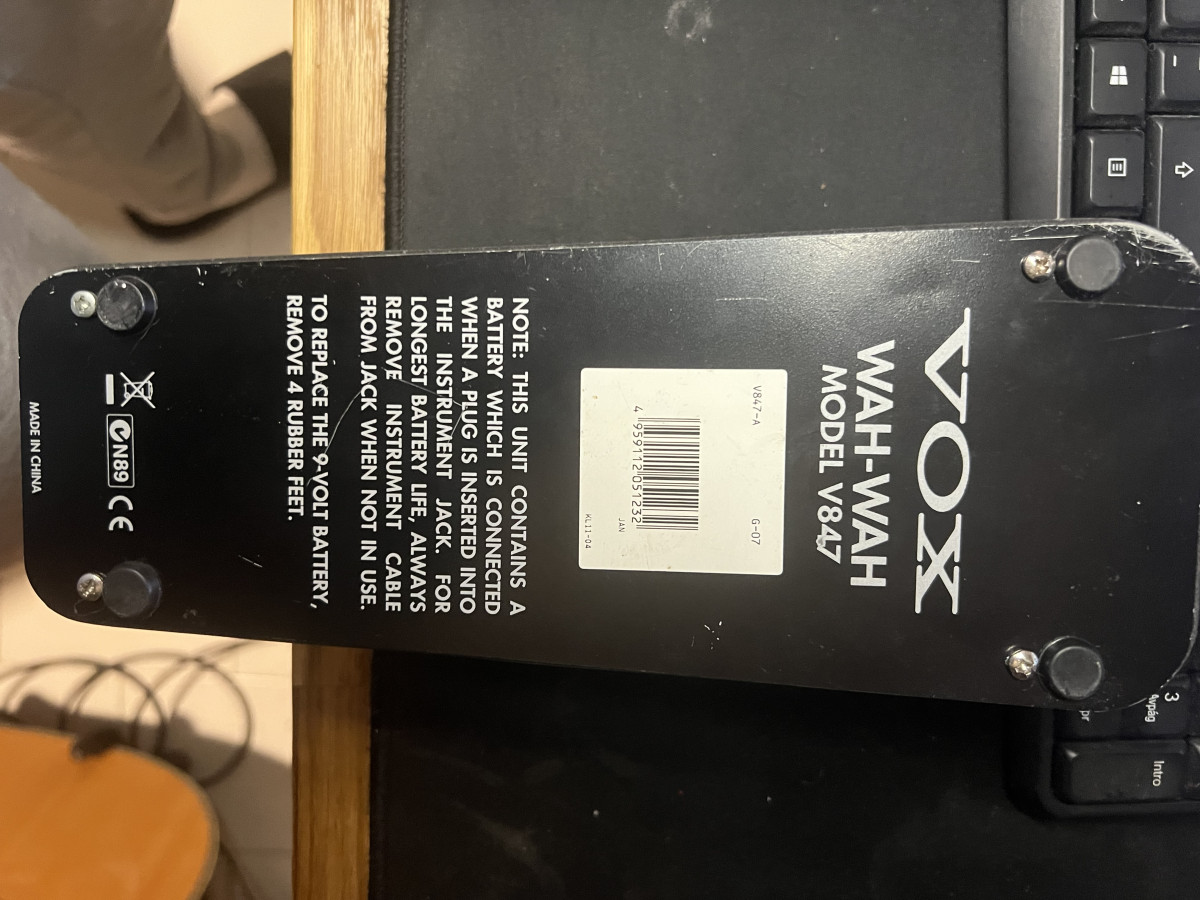 VOX
WAH-WAH
MODEL V847
V847-A
G-07
4 959112 051232
JAN
KL11-04
NOTE: THIS UNIT CONTAINS A
BATTERY WHICH IS CONNECTED
WHEN A PLUG IS INSERTED INTO
THE INSTRUMENT JACK. FOR
LONGEST BATTERY LIFE, ALWAYS
REMOVE INSTRUMENT CABLE
FROM JACK WHEN NOT IN USE.
TO REPLACE THE 9-VOLT BATTERY,
REMOVE 4 RUBBER FEET.
N89 CE
MADE IN CHINA
3
Avpág
Intro